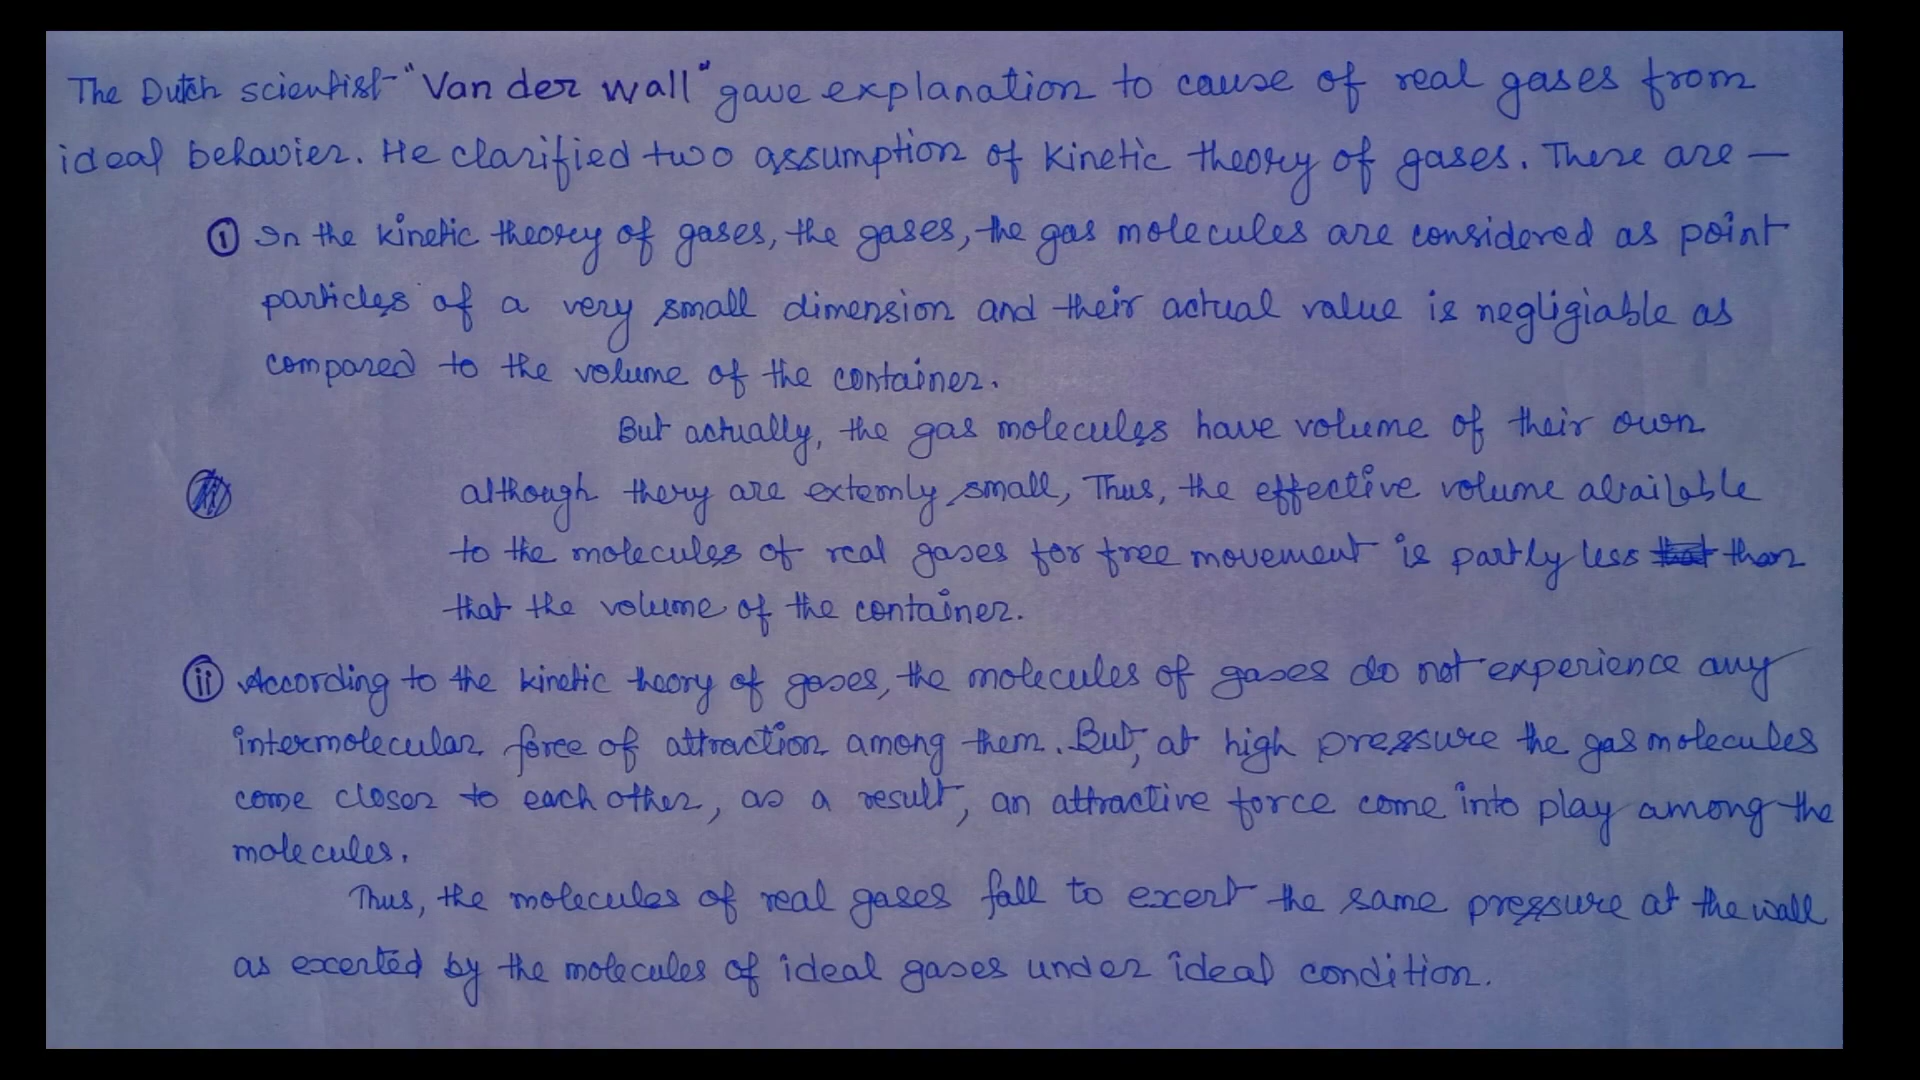 The Dutch scientist - "Van der wall" gave explanation to cause of real gases from
ideal behavier. He clarified two assumption of Kinetic theory of gases. There are —
(i) In the kinetic theory of gases, the gases, the gas molecules are considered as point
particles of a very small dimension and their actual value is negligiable as
compared to the volume of the container.
But actually, the gas molecules have volume of their own
although thery are extemly small, Thus, the effective volume available
to the molecules of real gases for free movement is partly less than
that the volume of the container.
(ii) According to the kinetic theory of gases, the molecules of gases do not experience any
intermolecular force of attraction among them. But, at high pressure the gas molecules
come closer to each other, as a result, an attractive force come into play among the
molecules.
Thus, the molecules of real gases fall to exert the same pressure at the wall
as excerted by the molecules of ideal gases under ideal condition.